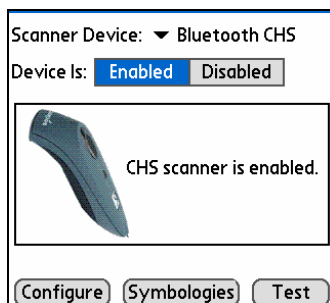 Scanner Device: Bluetooth CHS
Device Is: Enabled Disabled
CHS scanner is enabled.
Configure Symbologies Test